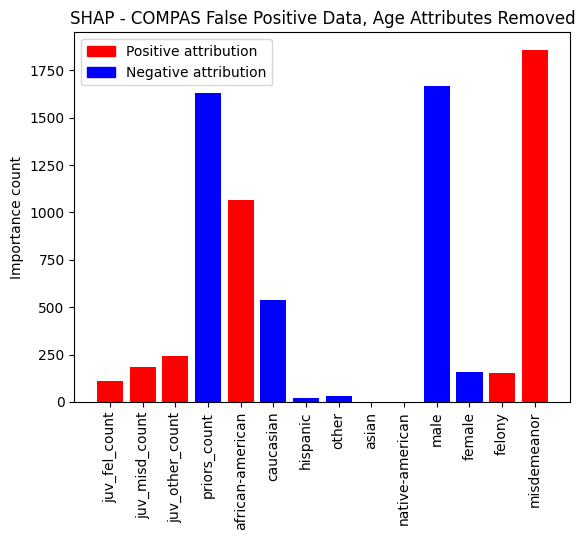 SHAP - COMPAS False Positive Data, Age Attributes Removed
Positive attribution
Negative attribution
Importance count
1750
1500
1250
1000
750
500
250
0
juv_fel_count
juv_misd_count
juv_other_count
priors_count
african-american
caucasian
hispanic
other
asian
native-american
male
female
felony
misdemeanor